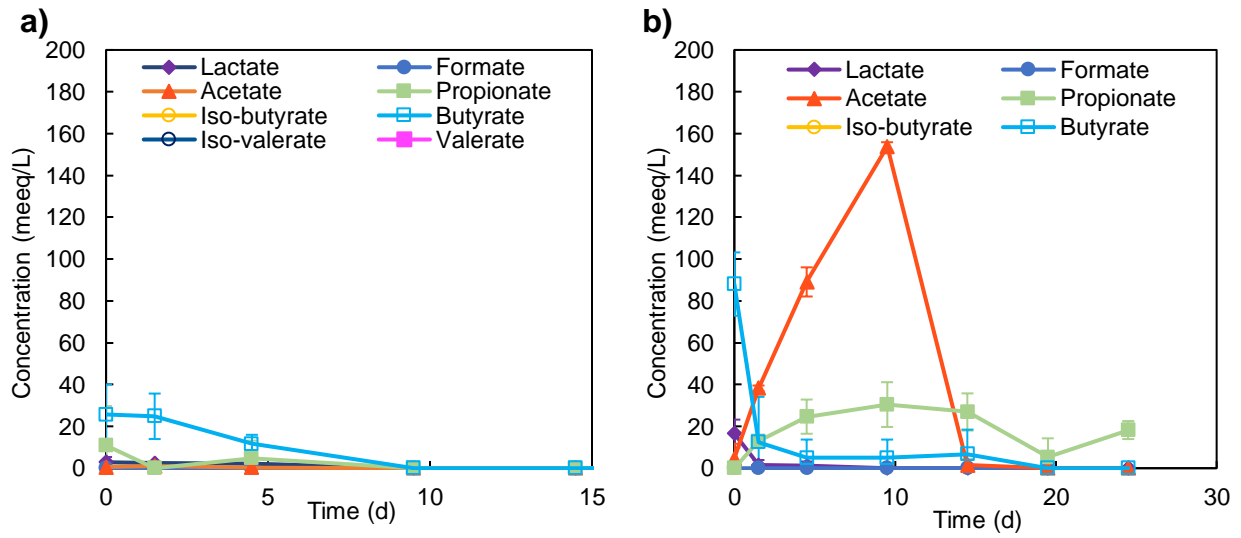 a)
200
180
160
140
120
100
80
60
40
20
0
Concentration (meeq/L)
Lactate
Formate
Acetate
Propionate
Iso-butyrate
Butyrate
Iso-valerate
Valerate
0
5
10
15
Time (d)
b)
200
180
160
140
120
100
80
60
40
20
0
Concentration (meeq/L)
Lactate
Formate
Acetate
Propionate
Iso-butyrate
Butyrate
0
10
20
30
Time (d)